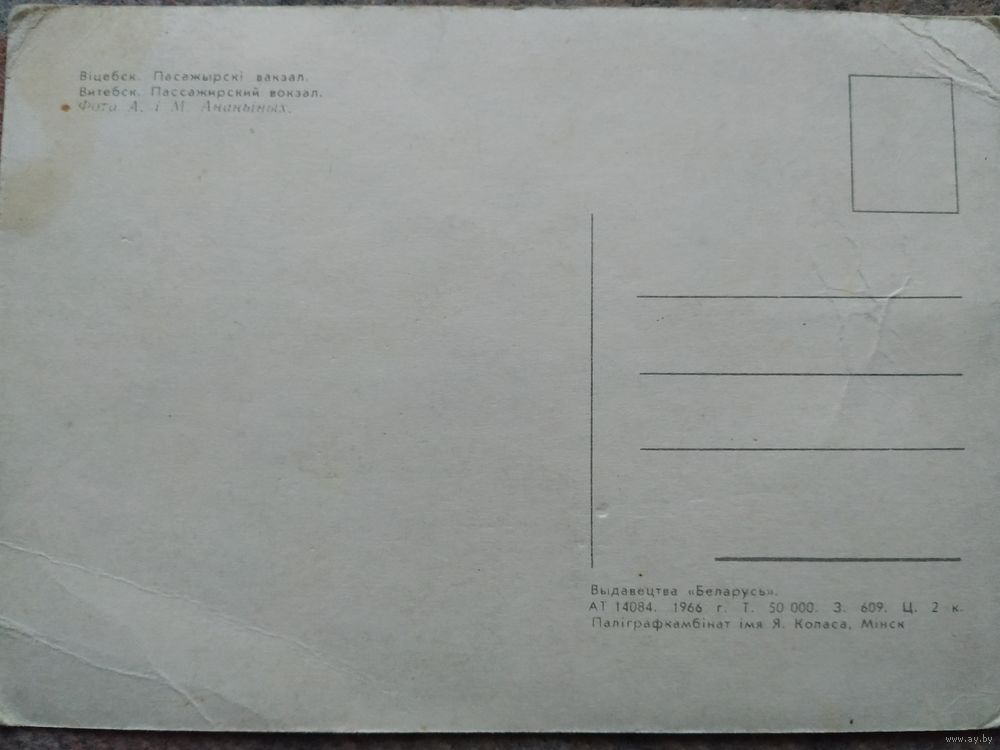 Віцебск. Пасажырскі вакзал.
Витебск. Пассажирский вокзал.
Фота А. і М. Ананьіных.
Выдавецтва «Беларусь».
АТ 14084. 1966 г. Т. 50 000. З. 609. Ц. 2 к.
Паліграфкамбінат імя Я. Коласа, Мінск
www.ay.by